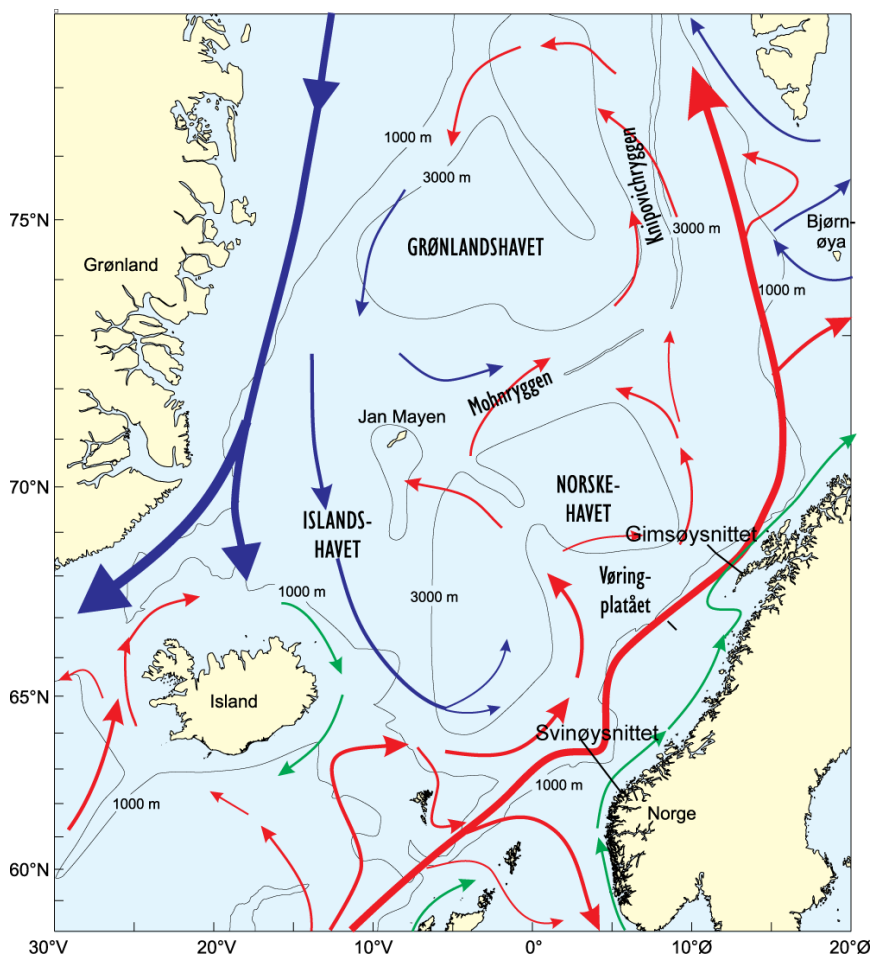 1000 m
3000 m
Knipovichryggen
75°N
3000 m
GRØNLANDSHAVET
Bjørn-
øya
Grønland
1000 m
Mohnryggen
Jan Mayen
70°N
NORSKE-
HAVET
ISLANDS-
HAVET
Gimsøysnittet
Vøring-
platået
1000 m
3000 m
65°N
Island
Svinøysnittet
1000 m
1000 m
Norge
60°N
30°V
20°V
10°V
0°
10°Ø
20°Ø